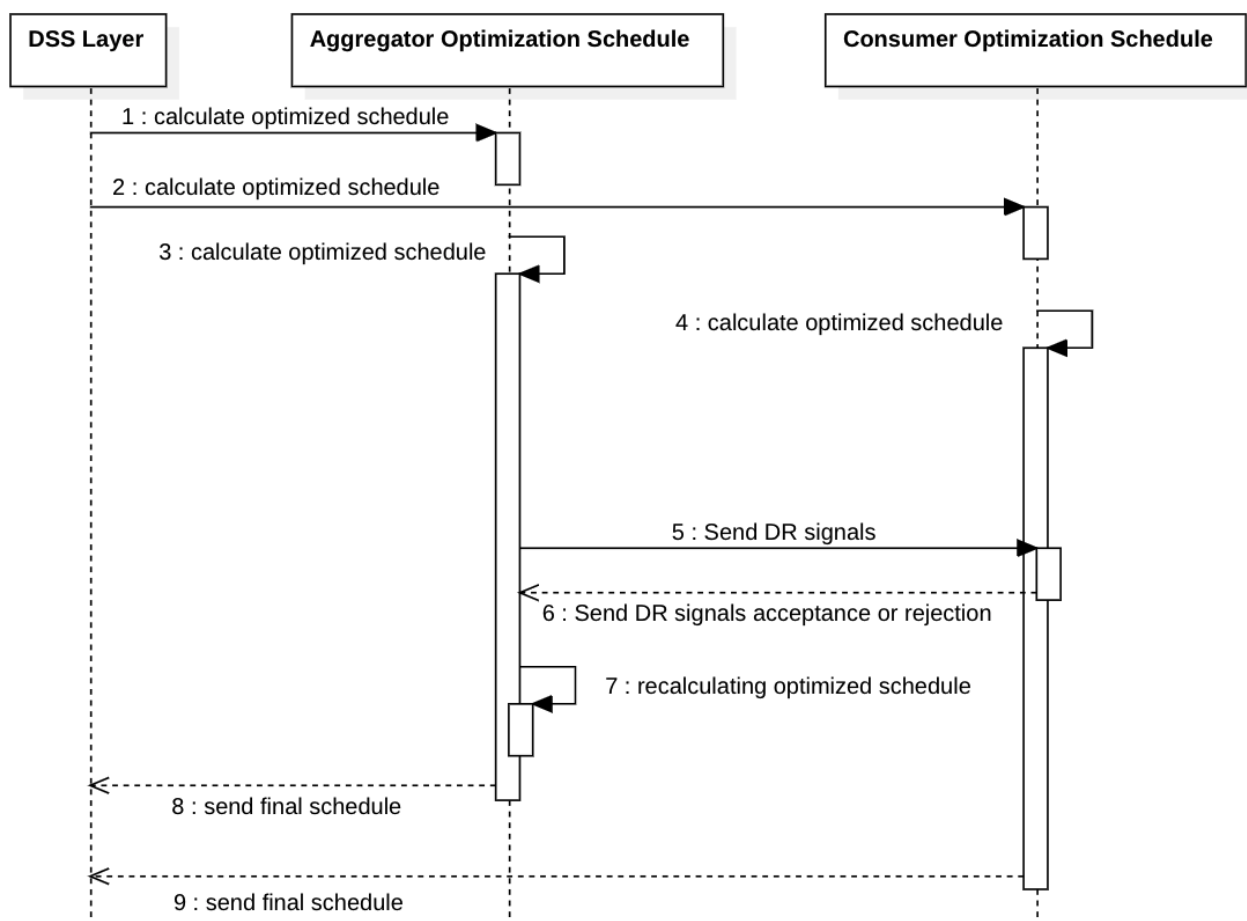 DSS Layer
Aggregator Optimization Schedule
Consumer Optimization Schedule
1 : calculate optimized schedule
2 : calculate optimized schedule
3 : calculate optimized schedule
4 : calculate optimized schedule
5 : Send DR signals
6 : Send DR signals acceptance or rejection
7 : recalculating optimized schedule
8 : send final schedule
9 : send final schedule